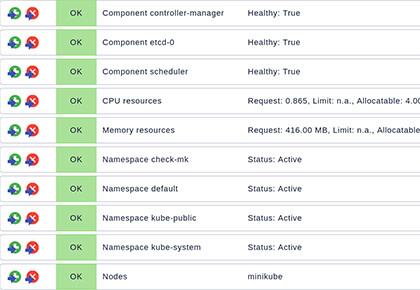 OK Component controller-manager Healthy: True
OK Component etcd-0 Healthy: True
OK Component scheduler Healthy: True
OK CPU resources Request: 0.865, Limit: n.a., Allocatable: 4.00
OK Memory resources Request: 416.00 MB, Limit: n.a., Allocatable
OK Namespace check-mk Status: Active
OK Namespace default Status: Active
OK Namespace kube-public Status: Active
OK Namespace kube-system Status: Active
OK Nodes minikube